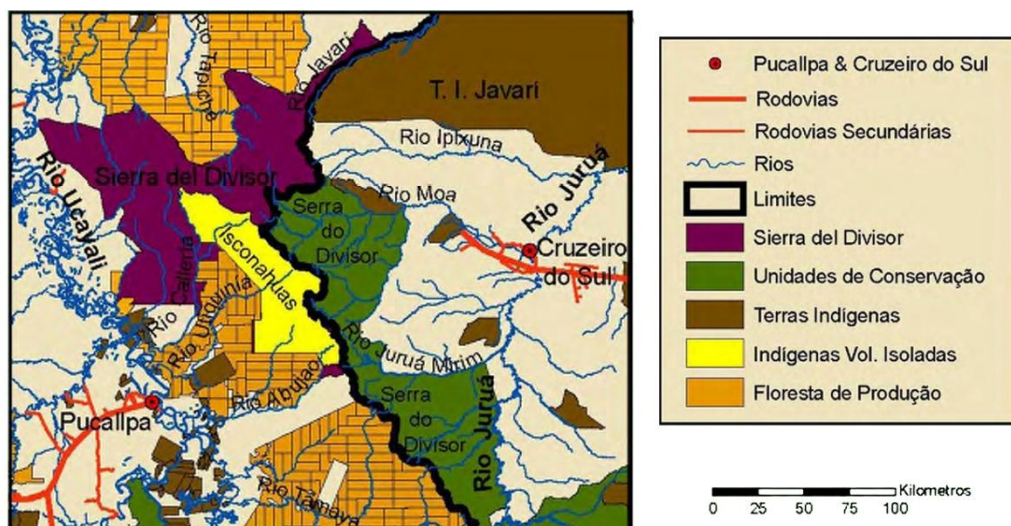 Rio Tapiche
Rio Javari
T. I. Javari
Rio Ipixuna
Rio Ucayali
Sierra del Divisor
Rio Moa
Rio Juruá
Serra
do
Divisor
Isconahuas
Cruzeiro
do Sul
Rio Calleria
Rio Utiquinia
Rio Juruá Mirim
Rio Abujao
Pucallpa
Serra
do
Divisor
Rio Juruá
Rio Tamaya
Pucallpa & Cruzeiro do Sul
Rodovias
Rodovias Secundárias
Rios
Limites
Sierra del Divisor
Unidades de Conservação
Terras Indigenas
Indígenas Vol. Isoladas
Floresta de Produção
Kilometros
0 25 50 75 100